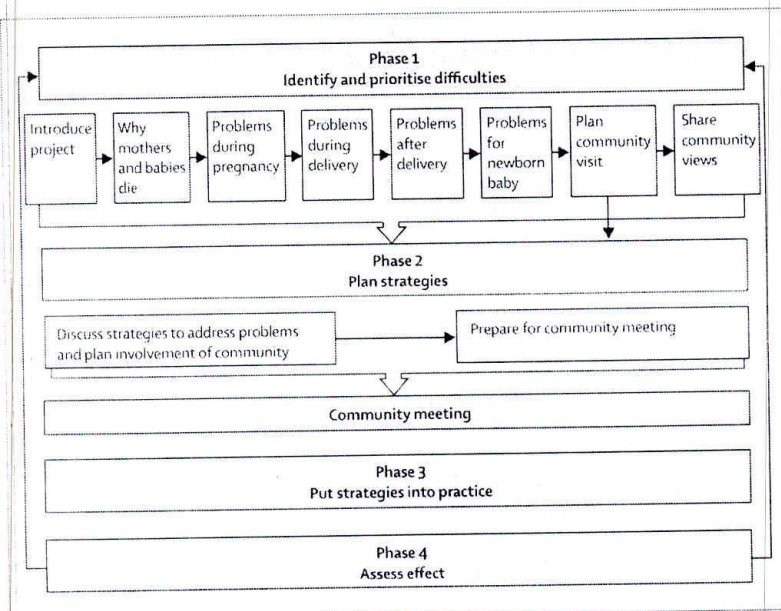 Phase 1
Identify and prioritise difficulties
Introduce
project
Why
mothers
and babies
die
Problems
during
pregnancy
Problems
during
delivery
Problems
after
delivery
Problems
for
newborn
baby
Plan
community
visit
Share
community
views
Phase 2
Plan strategies
Discuss strategies to address problems
and plan involvement of community
Prepare for community meeting
Community meeting
Phase 3
Put strategies into practice
Phase 4
Assess effect